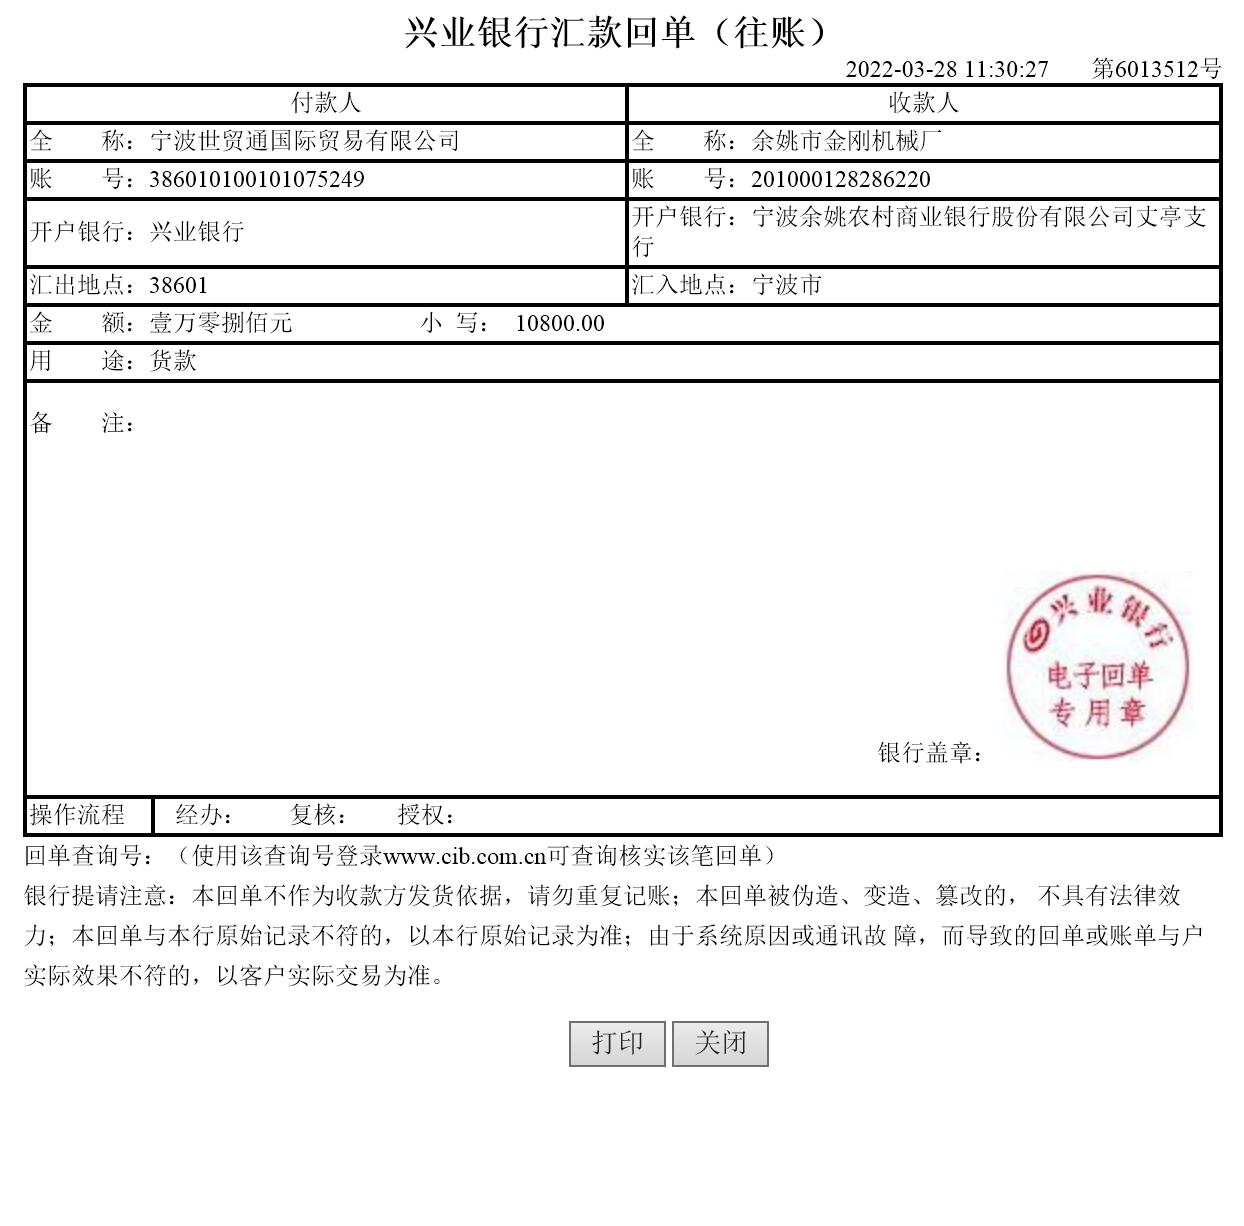 兴业银行汇款回单（往账）
2022-03-28 11:30:27 第6013512号
付款人 收款人
全 称：宁波世贸通国际贸易有限公司 全 称：余姚市金刚机械厂
账 号：386010100101075249 账 号：201000128286220
开户银行：兴业银行 开户银行：宁波余姚农村商业银行股份有限公司丈亭支
行
汇出地点：38601 汇入地点：宁波市
金 额：壹万零捌佰元 小 写： 10800.00
用 途：货款
备 注：
兴业银行
电子回单
专用章
银行盖章：
操作流程 经办： 复核： 授权：
回单查询号：（使用该查询号登录www.cib.com.cn可查询核实该笔回单）
银行提请注意：本回单不作为收款方发货依据，请勿重复记账；本回单被伪造、变造、篡改的， 不具有法律效
力；本回单与本行原始记录不符的，以本行原始记录为准；由于系统原因或通讯故 障，而导致的回单或账单与户
实际效果不符的，以客户实际交易为准。
打印 关闭